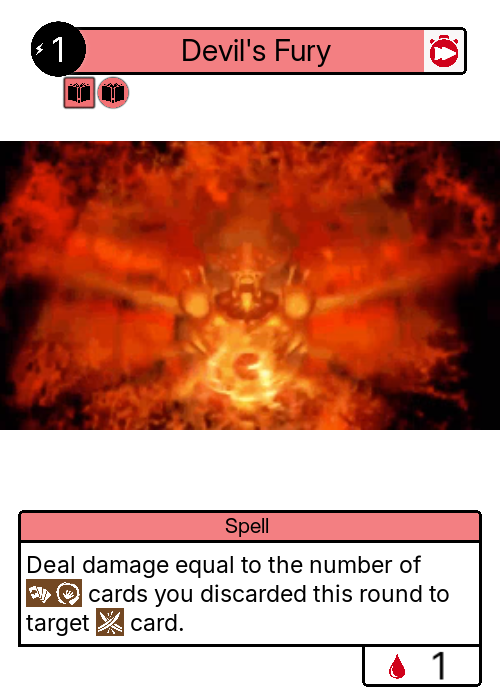 1
Devil's Fury
Spell
Deal damage equal to the number of
cards you discarded this round to
target card.
1